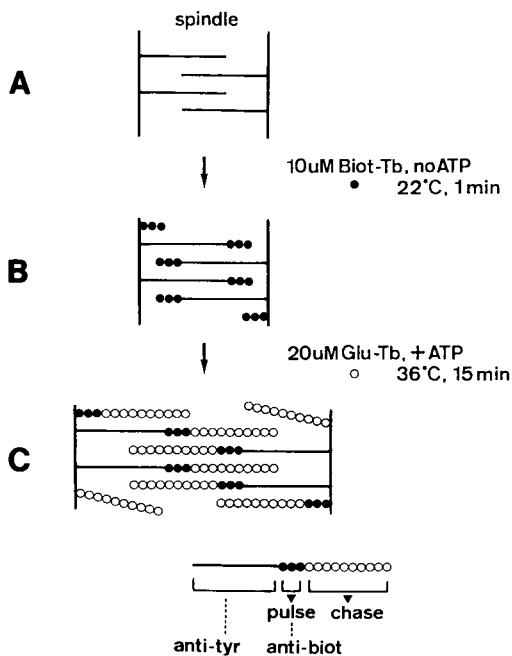 spindle
A
10uM Biot-Tb, noATP
22°C, 1min
B
20uM Glu-Tb, +ATP
36°C, 15min
C
pulse chase
anti-tyr anti-biot